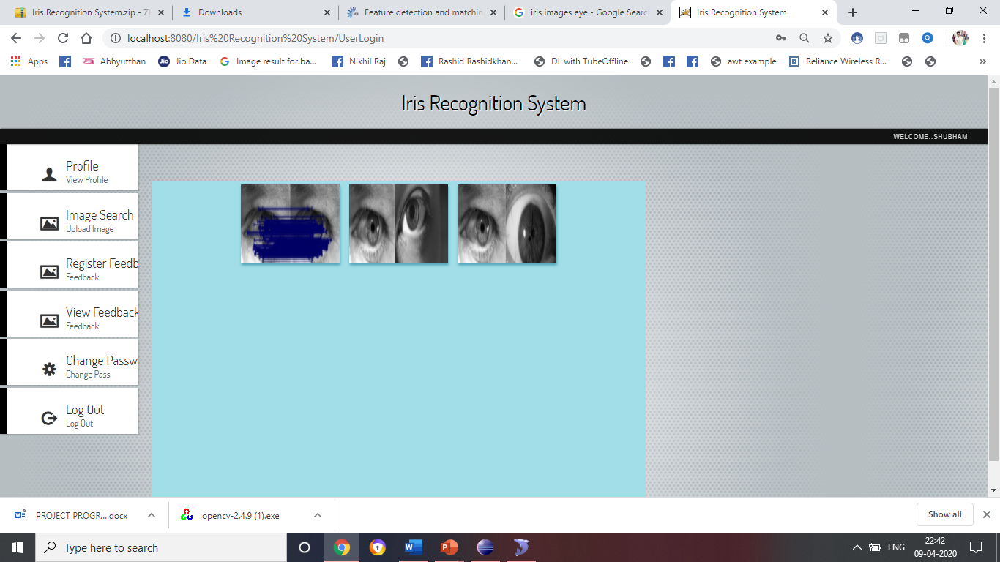 Iris Recognition System.zip - Zi
Downloads
Feature detection and matchin
iris images eye - Google Search
Iris Recognition System
localhost:8080/Iris%20Recognition%20System/UserLogin
Apps
Abhyutthan
Jio
Jio Data
Image result for ba...
Nikhil Raj
Rashid Rashidkhan...
DL with TubeOffline
awt example
Reliance Wireless R...
Iris Recognition System
WELCOME..SHUBHAM
Profile
View Profile
Image Search
Upload Image
Register Feedb
Feedback
View Feedback
Feedback
Change Passw
Change Pass
Log Out
Log Out
PROJECT PROGR....docx
opencv-2.4.9 (1).exe
Show all
Type here to search
ENG
22:42
09-04-2020